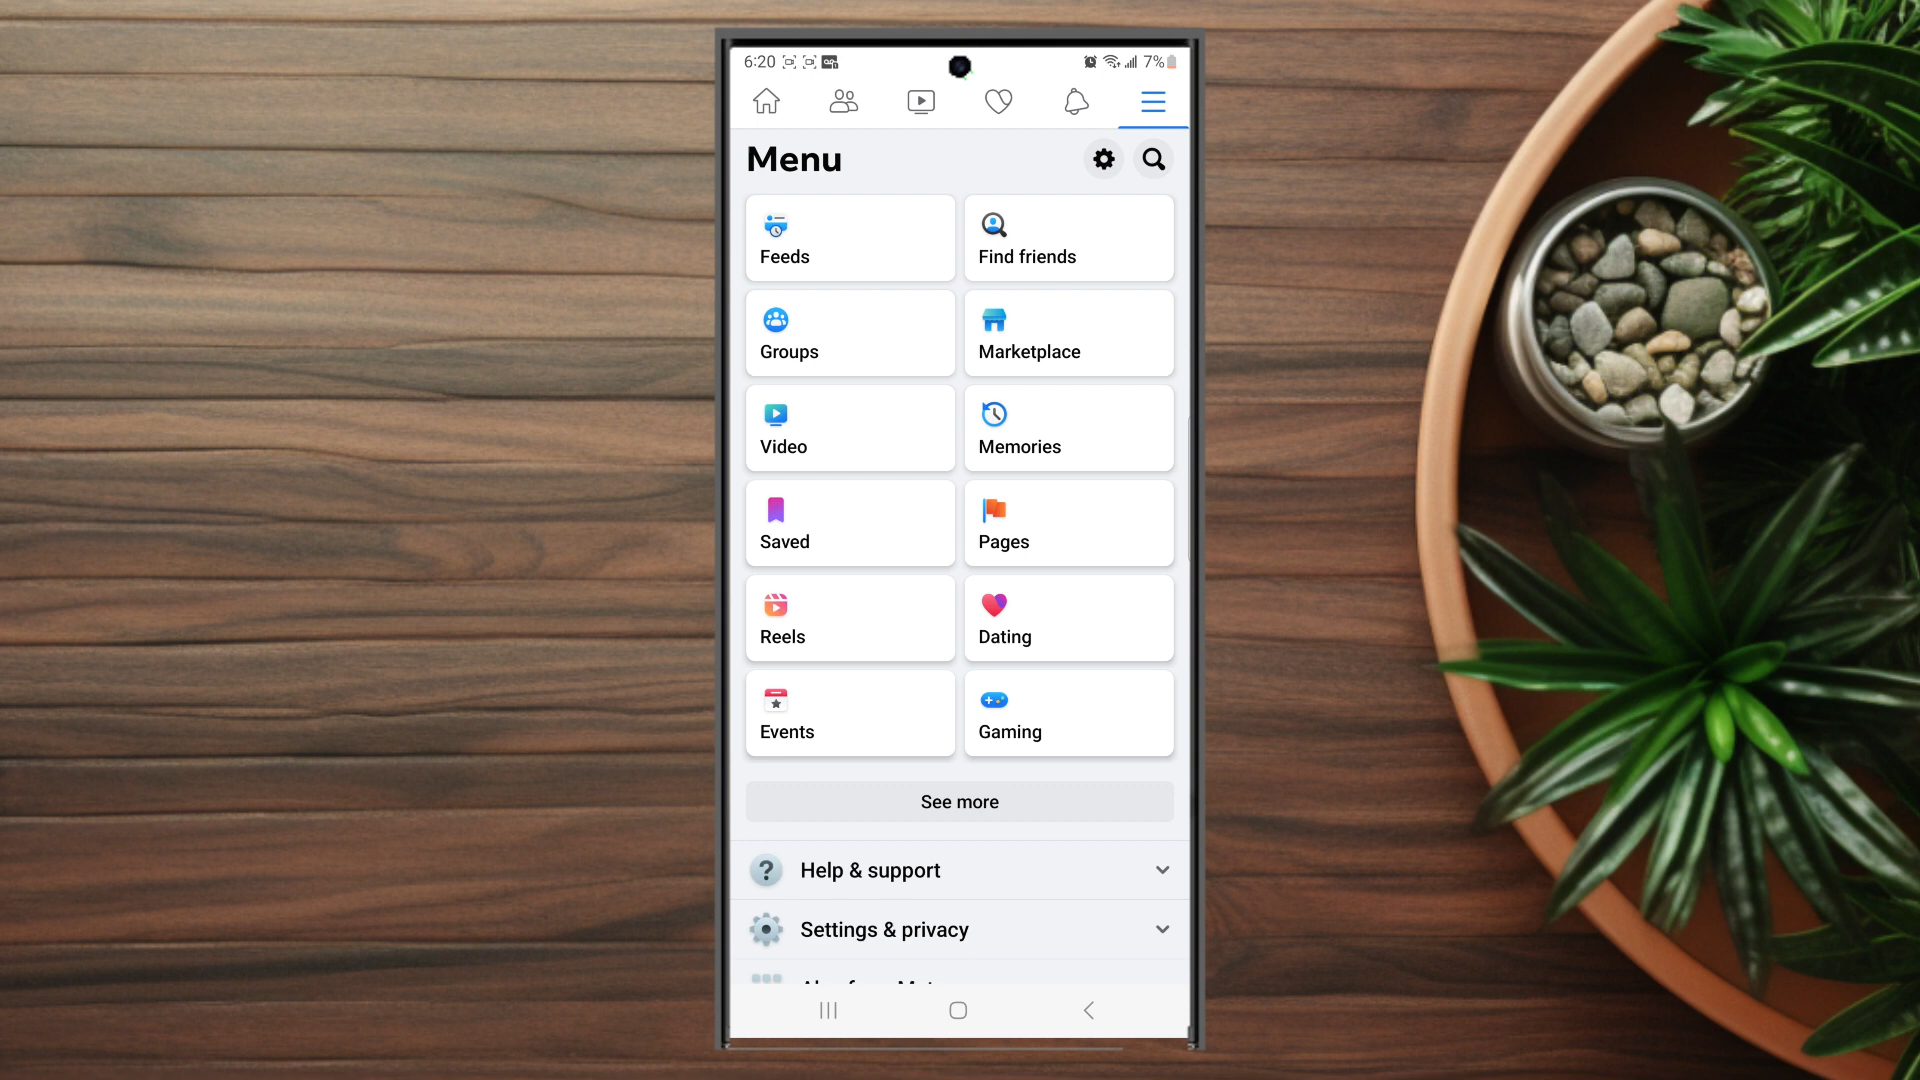 6:20 7%
Menu
Feeds
Find friends
Groups
Marketplace
Video
Memories
Saved
Pages
Reels
Dating
Events
Gaming
See more
Help & support
Settings & privacy